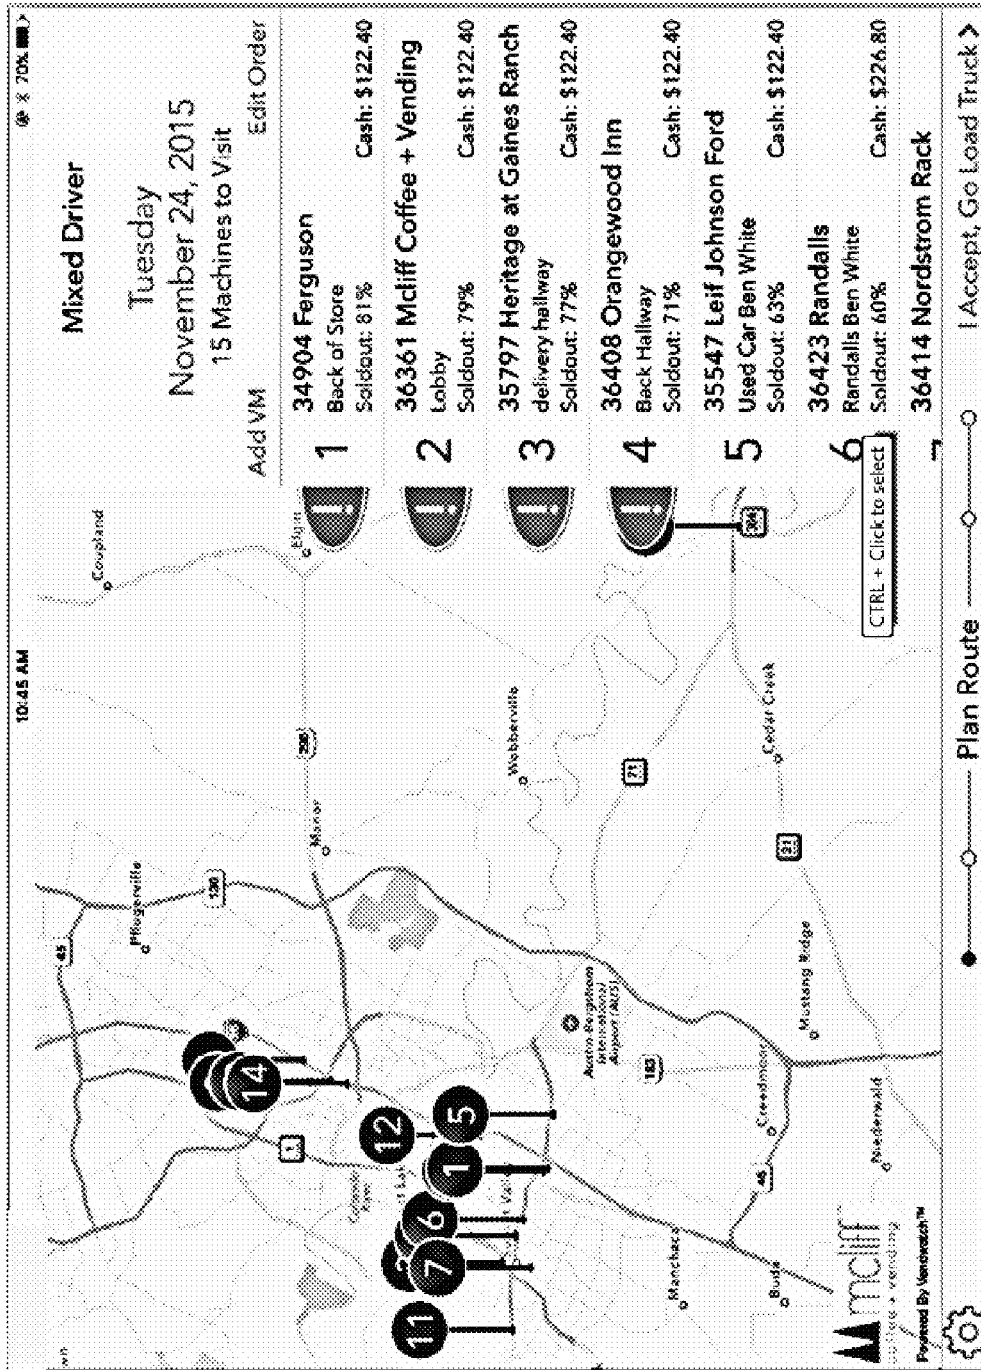 10:45 AM
70%
Mixed Driver
Tuesday
November 24, 2015
15 Machines to Visit
Add VM
Edit Order
1
34904 Ferguson
Back of Store
Soldout: 81%
Cash: $122.40
2
36361 Mcliff Coffee + Vending
Lobby
Soldout: 79%
Cash: $122.40
3
35797 Heritage at Gaines Ranch
delivery hallway
Soldout: 77%
Cash: $122.40
4
36408 Orangewood Inn
Back Hallway
Soldout: 71%
Cash: $122.40
5
35547 Leif Johnson Ford
Used Car Ben White
Soldout: 63%
Cash: $122.40
6
36423 Randalls
Randalls Ben White
Soldout: 60%
Cash: $226.80
7
36414 Nordstrom Rack
CTRL + Click to select
Coupland
Elgin
45
Pflugerville
130
290
Manor
Webberville
71
304
Cedar Creek
21
Austin-Bergstrom
International
Airport (AUS)
183
Mustang Ridge
Creedmoor
Niederwald
45
Manchaca
Buda
1
14
12
5
1
6
7
11
mcliff
coffee + vending
Powered By Vendwatch™
Plan Route
I Accept, Go Load Truck >